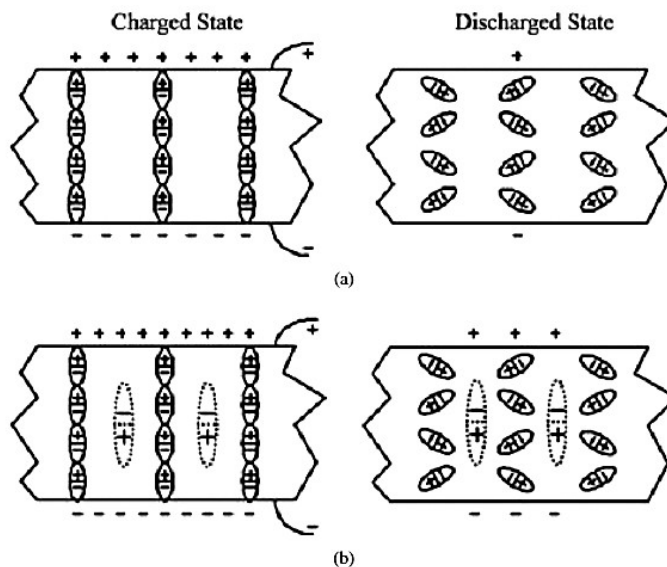 Charged State
Discharged State
+ + + + + + + +
+
- - - - - - - -
-
(a)
+ + + + + + + + + +
+ + +
- - - - - - - - - -
- - -
(b)